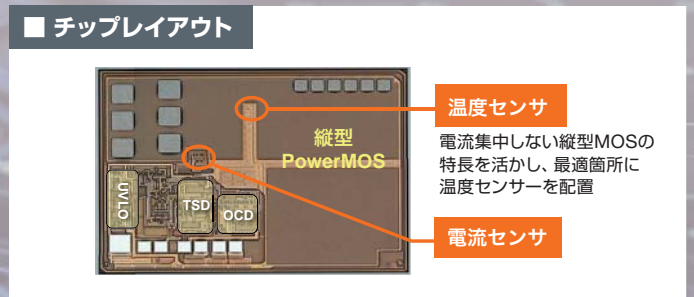 ■ チップレイアウト
温度センサ
縦型
PowerMOS
電流集中しない縦型MOSの
特長を活かし、最適箇所に
温度センサーを配置
UVLO
TSD
OCD
電流センサ